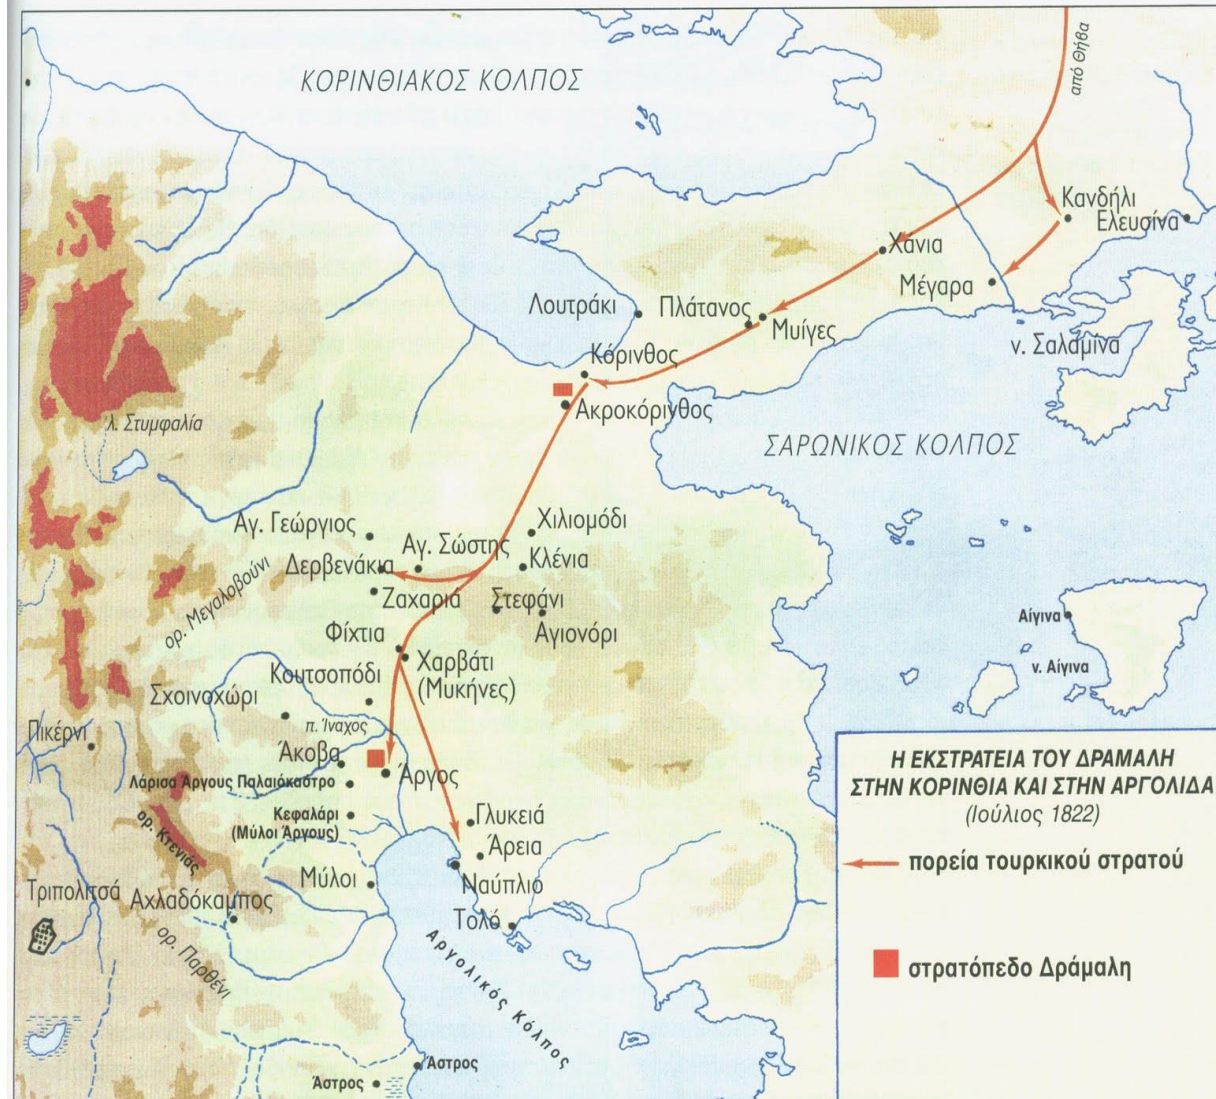 ΚΟΡΙΝΘΙΑΚΟΣ ΚΟΛΠΟΣ
από Θήβα
Κανδήλι
Ελευσίνα
Χάνια
Μέγαρα
Λουτράκι
Πλάτανος
Μυίγες
ν. Σαλαμίνα
Κόρινθος
Ακροκόρινθος
λ. Στυμφαλία
ΣΑΡΩΝΙΚΟΣ ΚΟΛΠΟΣ
Αγ. Γεώργιος
Χιλιομόδι
Αγ. Σώστης
Δερβενάκια
Κλένια
ορ. Μεγαλοβούνι
Ζαχαριά
Στεφάνι
Αγιονόρι
Αίγινα
Φίχτια
Χαρβάτι
(Μυκήνες)
ν. Αίγινα
Κουτσοπόδι
Σχοινοχώρι
π. Ίναχος
Πικέρνι
Άκοβα
Άργος
Λάρισα Άργους Παλαιόκαστρο
Κεφαλάρι
(Μύλοι Άργους)
ορ. Κτενιάς
Γλυκειά
Άρεια
Μύλοι
Ναύπλιο
Τριπολιτσά
Αχλαδόκαμπος
Τολό
ορ. Παρθένι
Αργολικός Κόλπος
Άστρος
Άστρος
Η ΕΚΣΤΡΑΤΕΙΑ ΤΟΥ ΔΡΑΜΑΛΗ
ΣΤΗΝ ΚΟΡΙΝΘΙΑ ΚΑΙ ΣΤΗΝ ΑΡΓΟΛΙΔΑ
(Ιούλιος 1822)
πορεία τουρκικού στρατού
στρατόπεδο Δράμαλη